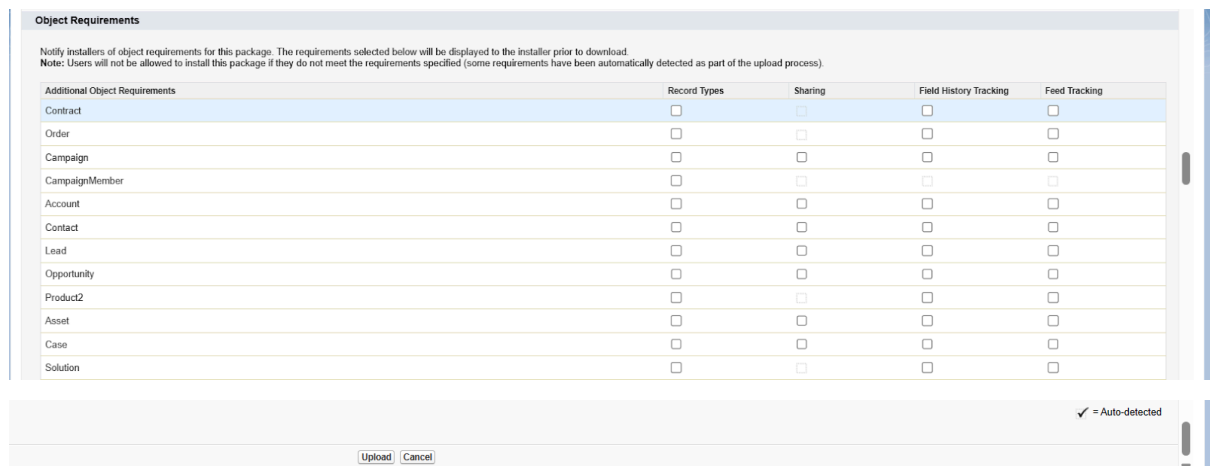 Object Requirements
Notify installers of object requirements for this package. The requirements selected below will be displayed to the installer prior to download.
Note: Users will not be allowed to install this package if they do not meet the requirements specified (some requirements have been automatically detected as part of the upload process).
Additional Object Requirements Record Types Sharing Field History Tracking Feed Tracking
Contract
Order
Campaign
CampaignMember
Account
Contact
Lead
Opportunity
Product2
Asset
Case
Solution
= Auto-detected
Upload Cancel